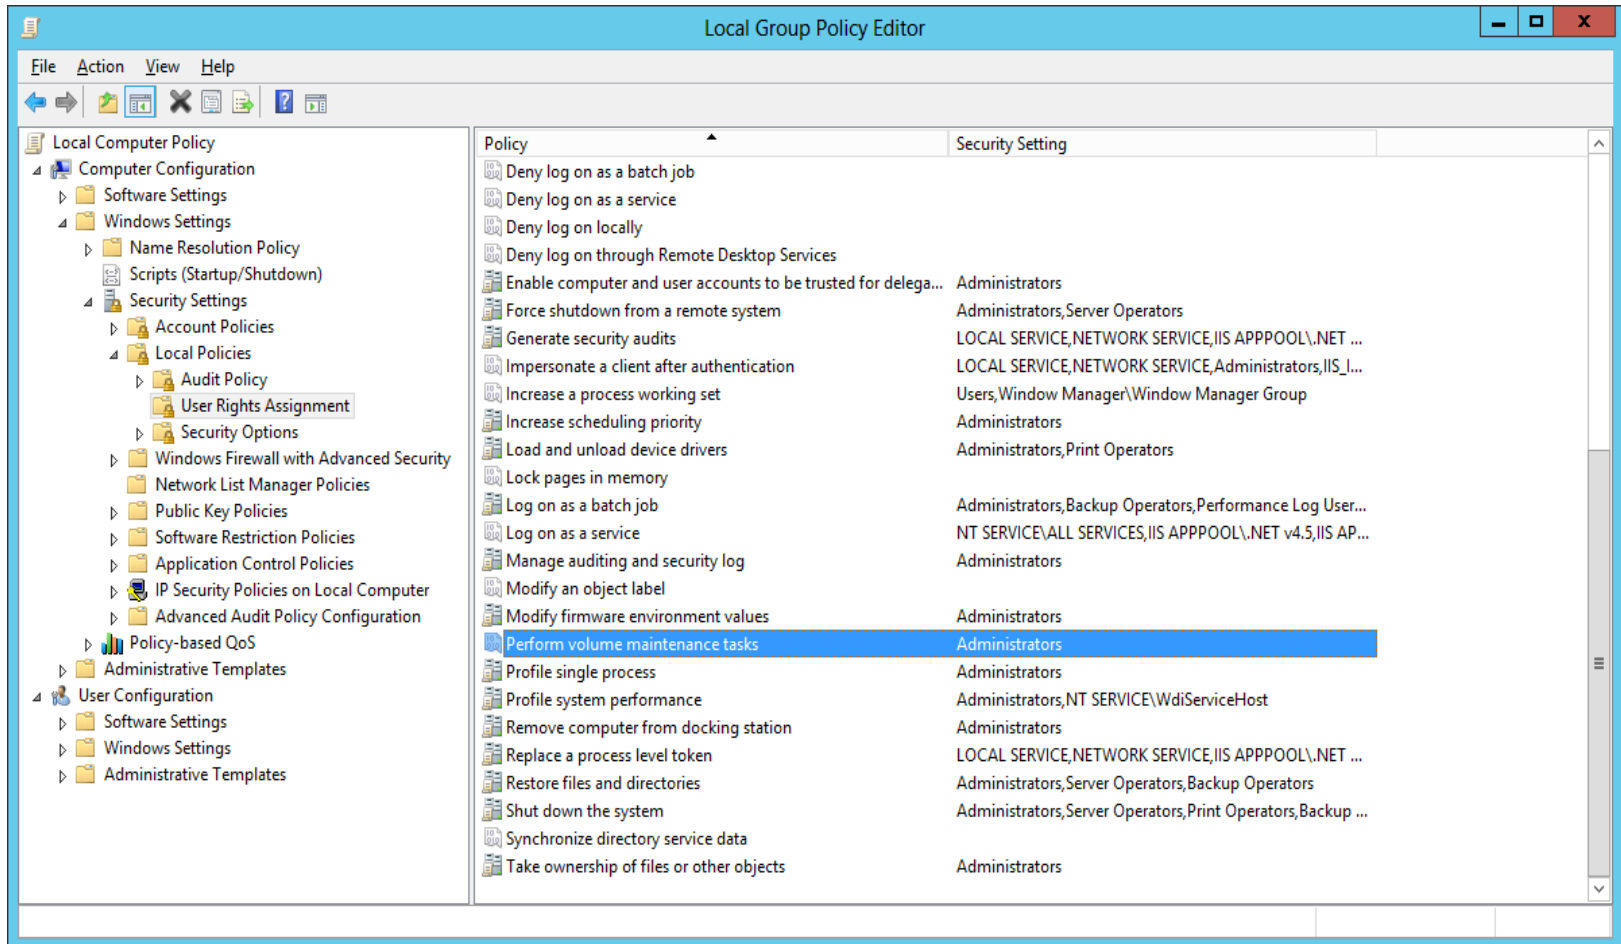 Local Group Policy Editor
File Action View Help
Local Computer Policy
Computer Configuration
Software Settings
Windows Settings
Name Resolution Policy
Scripts (Startup/Shutdown)
Security Settings
Account Policies
Local Policies
Audit Policy
User Rights Assignment
Security Options
Windows Firewall with Advanced Security
Network List Manager Policies
Public Key Policies
Software Restriction Policies
Application Control Policies
IP Security Policies on Local Computer
Advanced Audit Policy Configuration
Policy-based QoS
Administrative Templates
User Configuration
Software Settings
Windows Settings
Administrative Templates
Policy Security Setting
Deny log on as a batch job
Deny log on as a service
Deny log on locally
Deny log on through Remote Desktop Services
Enable computer and user accounts to be trusted for delega... Administrators
Force shutdown from a remote system Administrators,Server Operators
Generate security audits LOCAL SERVICE,NETWORK SERVICE,IIS APPPOOL\.NET ...
Impersonate a client after authentication LOCAL SERVICE,NETWORK SERVICE,Administrators,IIS_I...
Increase a process working set Users,Window Manager\Window Manager Group
Increase scheduling priority Administrators
Load and unload device drivers Administrators,Print Operators
Lock pages in memory
Log on as a batch job Administrators,Backup Operators,Performance Log User...
Log on as a service NT SERVICE\ALL SERVICES,IIS APPPOOL\.NET v4.5,IIS AP...
Manage auditing and security log Administrators
Modify an object label
Modify firmware environment values Administrators
Perform volume maintenance tasks Administrators
Profile single process Administrators
Profile system performance Administrators,NT SERVICE\WdiServiceHost
Remove computer from docking station Administrators
Replace a process level token LOCAL SERVICE,NETWORK SERVICE,IIS APPPOOL\.NET ...
Restore files and directories Administrators,Server Operators,Backup Operators
Shut down the system Administrators,Server Operators,Print Operators,Backup ...
Synchronize directory service data
Take ownership of files or other objects Administrators